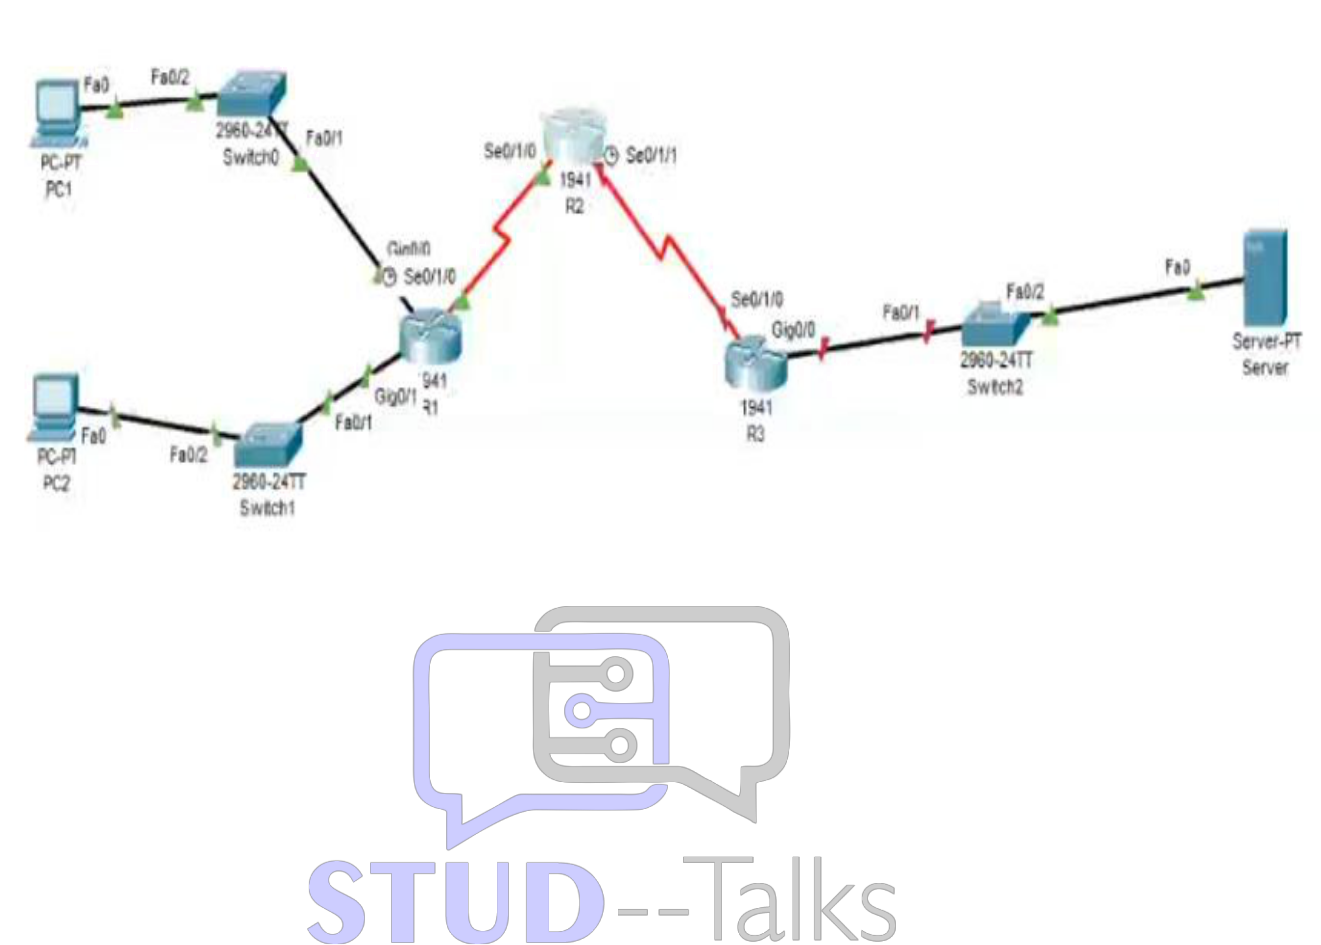 Fa0
Fa0/2
2960-24TT
Switch0
Fa0/1
PC-PT
PC1
Se0/1/0
Se0/1/1
1941
R2
Gig0/0
Se0/1/0
941
R1
Gig0/1
Fa0/1
Fa0
Fa0/2
PC-PT
PC2
2960-24TT
Switch1
Se0/1/0
Gig0/0
1941
R3
Fa0/1
Fa0/2
2960-24TT
Switch2
Fa0
Server-PT
Server
STUD--Talks